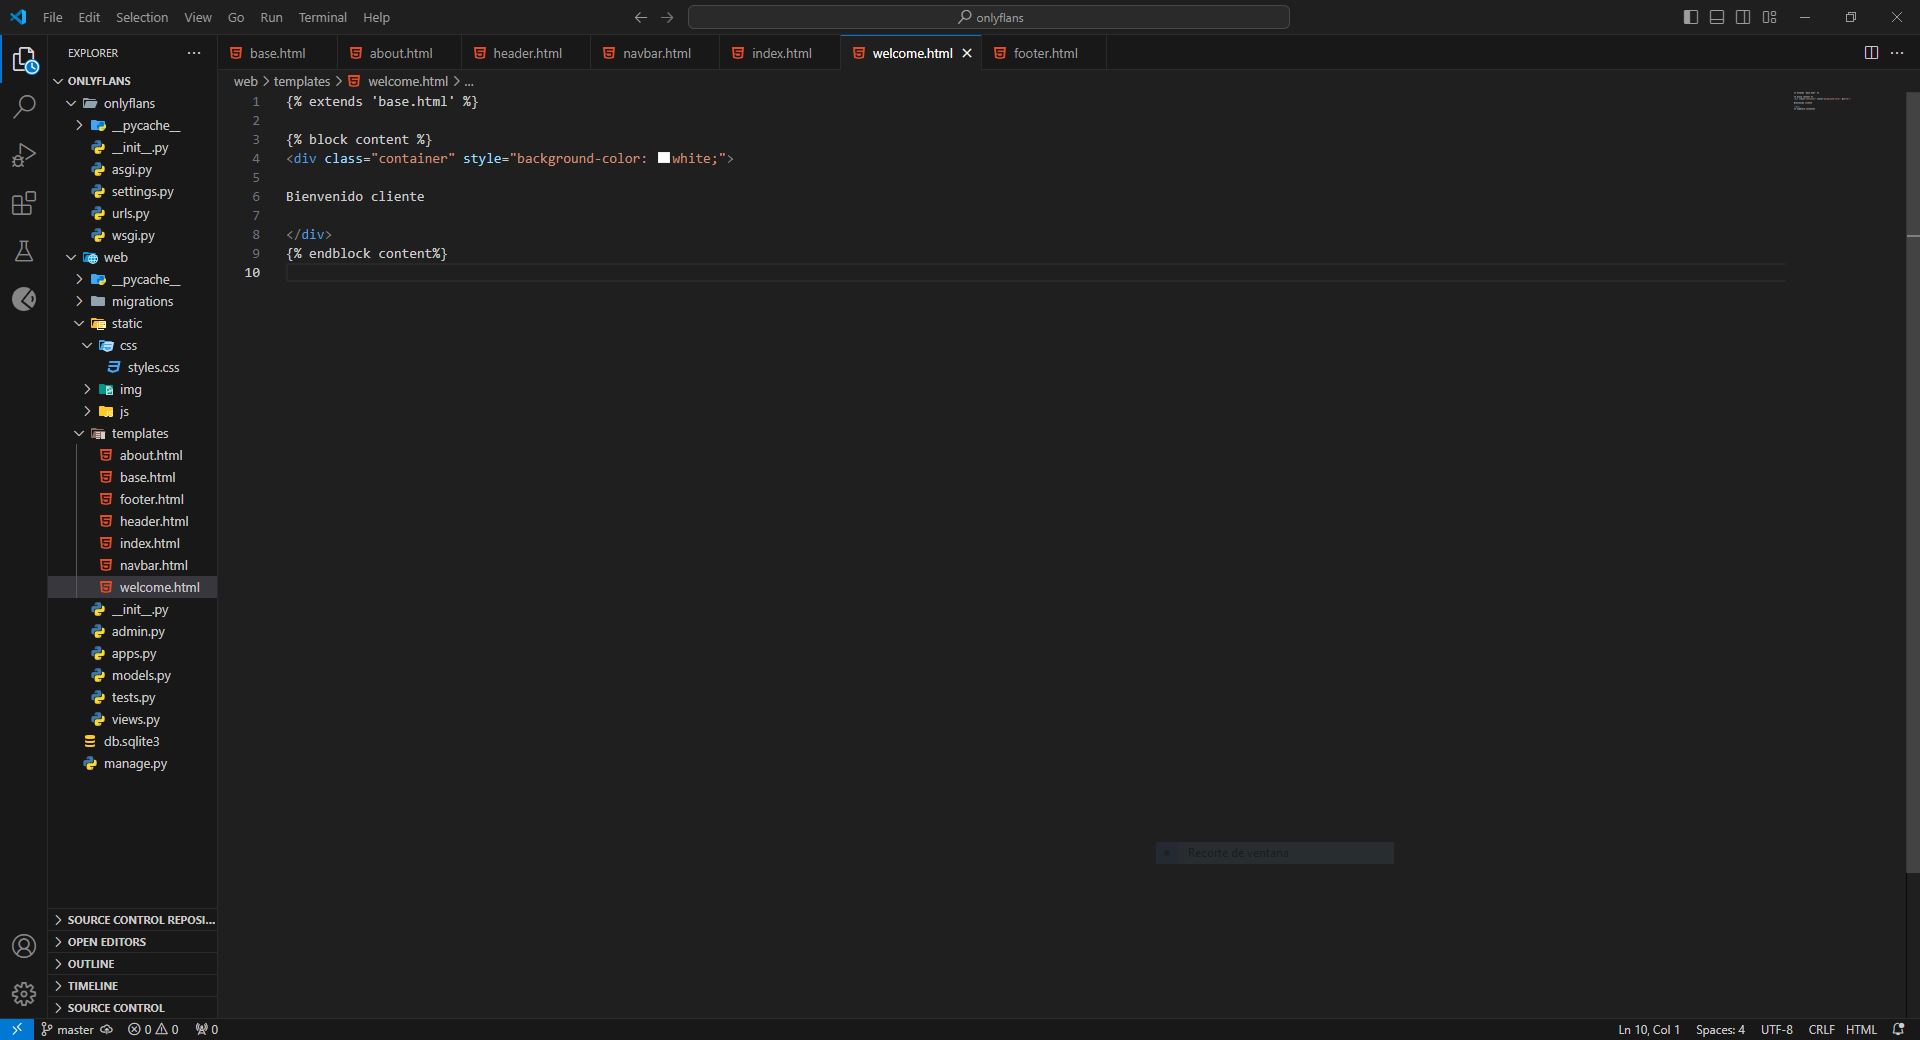 File Edit Selection View Go Run Terminal Help
onlyflans
EXPLORER
base.html about.html header.html navbar.html index.html welcome.html footer.html
web > templates > welcome.html > ...
ONLYFLANS
onlyflans
__pycache__
__init__.py
asgi.py
settings.py
urls.py
wsgi.py
web
__pycache__
migrations
static
css
styles.css
img
js
templates
about.html
base.html
footer.html
header.html
index.html
navbar.html
welcome.html
__init__.py
admin.py
apps.py
models.py
tests.py
views.py
db.sqlite3
manage.py
SOURCE CONTROL REPOSI...
OPEN EDITORS
OUTLINE
TIMELINE
SOURCE CONTROL
1 {% extends 'base.html' %}
2
3 {% block content %}
4 <div class="container" style="background-color: white;">
5
6 Bienvenido cliente
7
8 </div>
9 {% endblock content%}
10
Recorte de ventana
master 0 0 0
Ln 10, Col 1 Spaces: 4 UTF-8 CRLF HTML